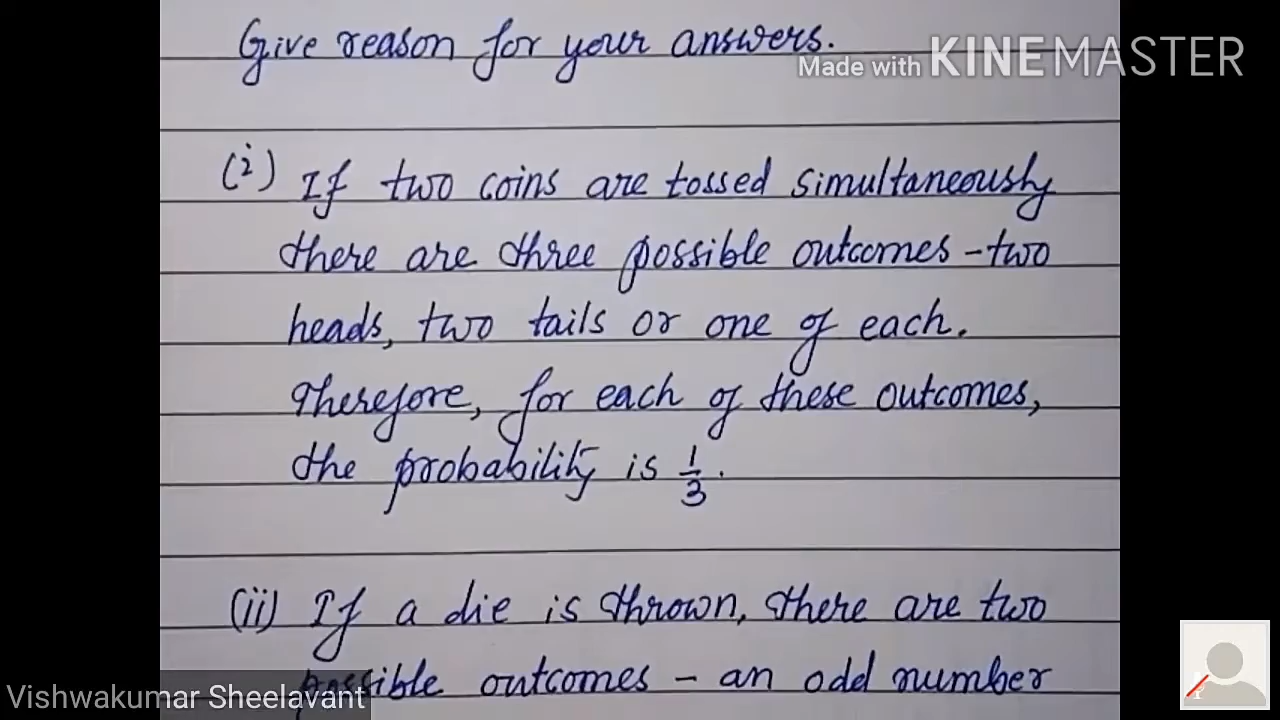 Give reason for your answers.
Made with KINEMASTER
(i) If two coins are tossed simultaneously
there are three possible outcomes - two
heads, two tails or one of each.
Therefore, for each of these outcomes,
the probability is 1/3.
(ii) If a die is thrown, there are two
possible outcomes - an odd number
Vishwakumar Sheelavant